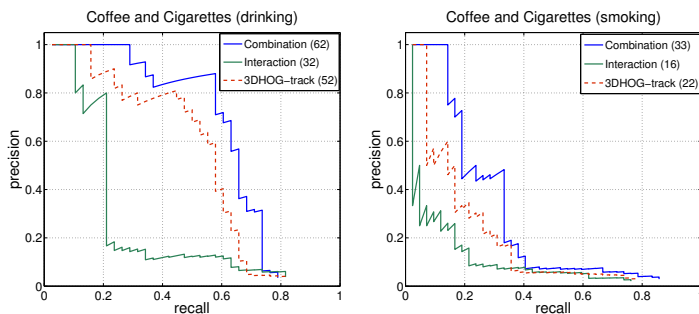 Coffee and Cigarettes (drinking)
precision
1
0.8
0.6
0.4
0.2
0
Combination (62)
Interaction (32)
3DHOG-track (52)
0 0.2 0.4 0.6 0.8 1
recall
Coffee and Cigarettes (smoking)
precision
1
0.8
0.6
0.4
0.2
0
Combination (33)
Interaction (16)
3DHOG-track (22)
0 0.2 0.4 0.6 0.8 1
recall